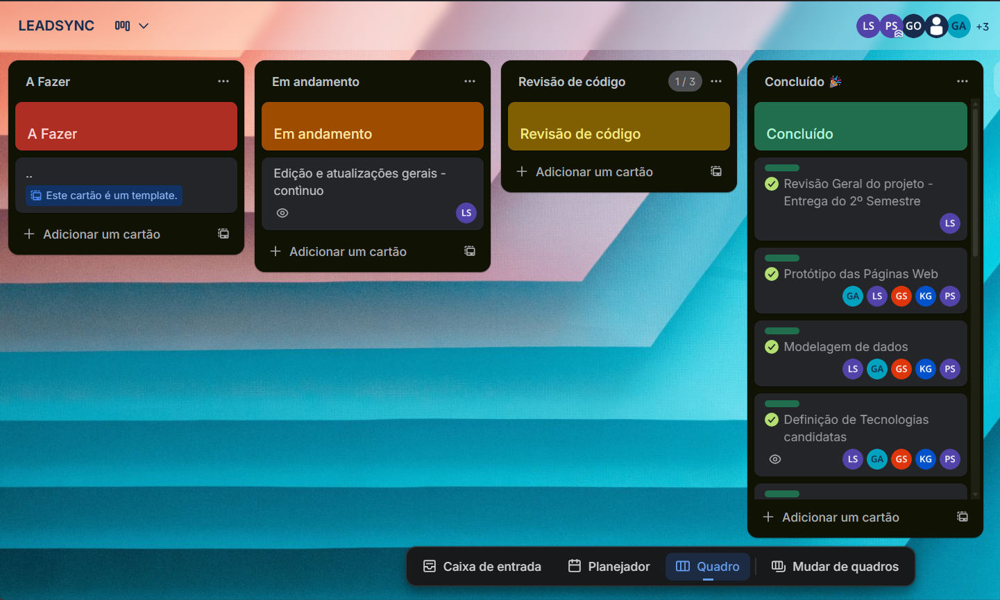 LEADSYNC
LS PS GO GA +3
A Fazer
A Fazer
..
Este cartão é um template.
Adicionar um cartão
Em andamento
Em andamento
Edição e atualizações gerais -
continuo
LS
Adicionar um cartão
Revisão de código
1 / 3
Revisão de código
Adicionar um cartão
Concluído 🎉
Concluído
Revisão Geral do projeto -
Entrega do 2º Semestre
LS
Protótipo das Páginas Web
GA LS GS KG PS
Modelagem de dados
LS GA GS KG PS
Definição de Tecnologias
candidatas
LS GA GS KG PS
Adicionar um cartão
Caixa de entrada
Planejador
Quadro
Mudar de quadros